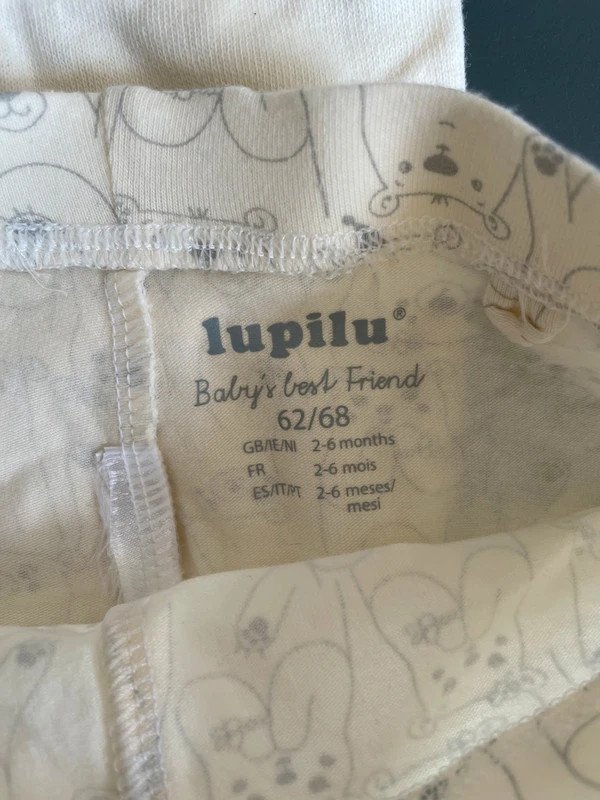 lupilu®
Baby's best Friend
62/68
GB/IE/NI 2-6 months
FR 2-6 mois
ES/IT/PT 2-6 meses/
mesi